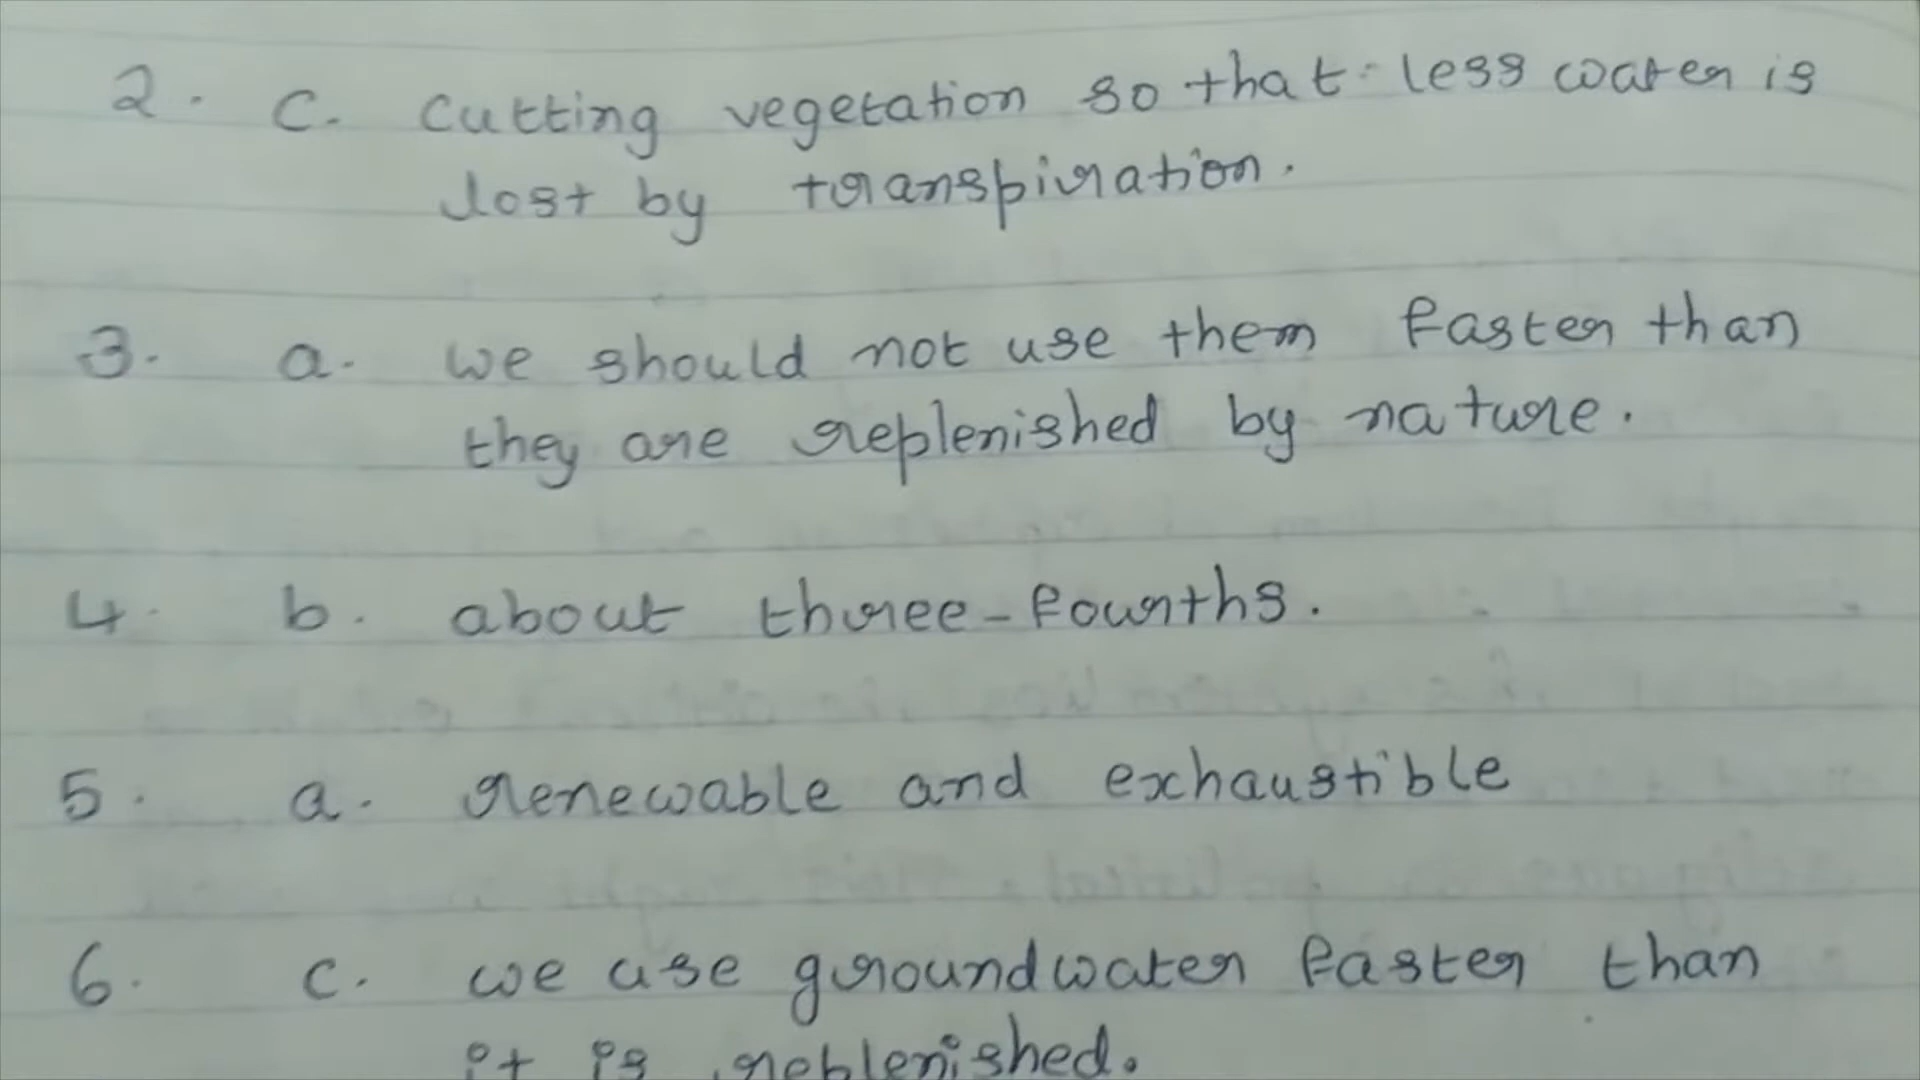 2. C. Cutting vegetation so that less water is
lost by transpiration.
3. a. we should not use them faster than
they are replenished by nature.
4. b. about three-fourths.
5. a. renewable and exhaustible
6. c. we use groundwater faster than
it is replenished.